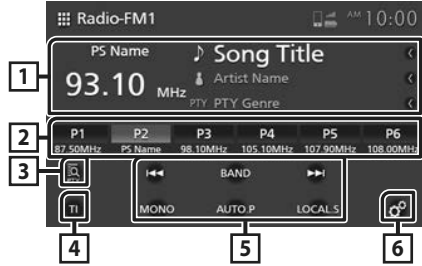 Radio-FM1
AM 10:00
PS Name
Song Title
93.10 MHz
Artist Name
PTY PTY Genre
P1 P2 P3 P4 P5 P6
87.50MHz PS Name 98.10MHz 105.10MHz 107.90MHz 108.00MHz
BAND
PTY
TI MONO AUTO.P LOCAL.S
1
2
3
4
5
6